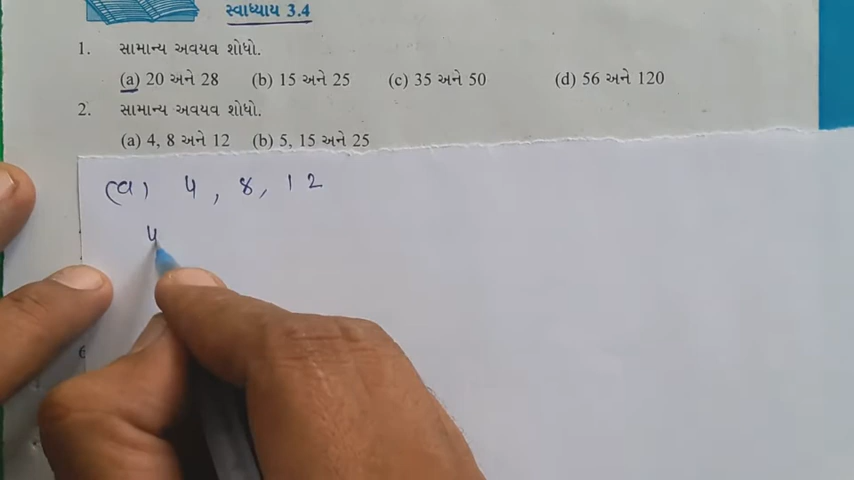 સ્વાધ્યાય 3.4
1. સામાન્ય અવયવ શોધો.
(a) 20 અને 28 (b) 15 અને 25 (c) 35 અને 50 (d) 56 અને 120
2. સામાન્ય અવયવ શોધો.
(a) 4, 8 અને 12 (b) 5, 15 અને 25
(a) 4, 8, 12
4
6